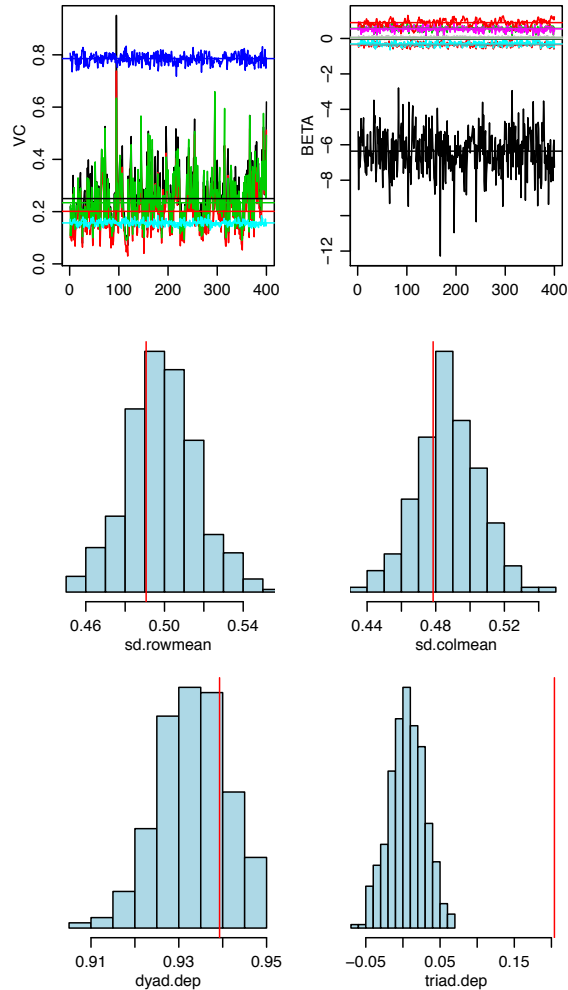 VC
0.0 0.2 0.4 0.6 0.8
0 100 200 300 400
BETA
−12 −8 −6 −4 −2 0
0 100 200 300 400
0.46 0.50 0.54
sd.rowmean
0.44 0.48 0.52
sd.colmean
0.91 0.93 0.95
dyad.dep
−0.05 0.05 0.15
triad.dep